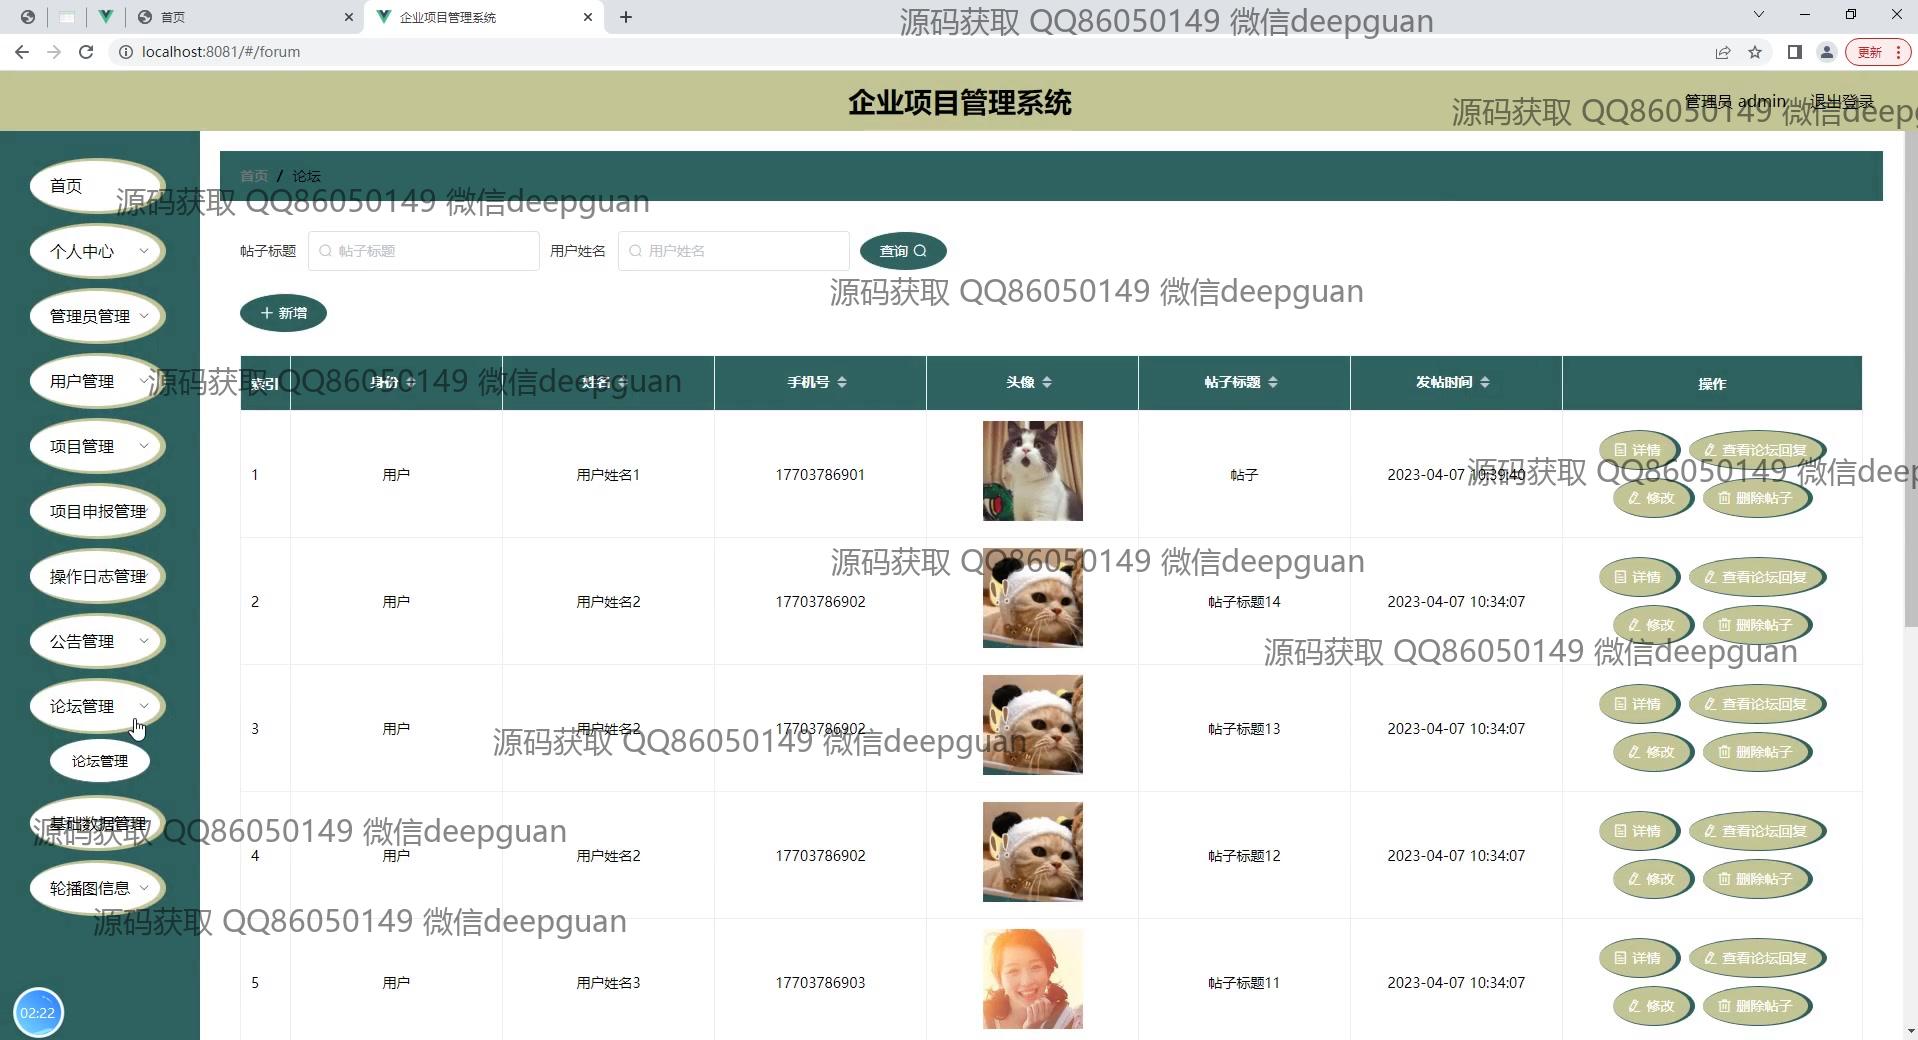 首页
企业项目管理系统
源码获取 QQ86050149 微信deepguan
localhost:8081/#/forum
更新
企业项目管理系统
管理员 admin
退出登录
源码获取 QQ86050149 微信deepg
首页
个人中心
管理员管理
用户管理
项目管理
项目申报管理
操作日志管理
公告管理
论坛管理
论坛管理
基础数据管理
轮播图信息
02:22
首页 / 论坛
源码获取 QQ86050149 微信deepguan
帖子标题 帖子标题 用户姓名 用户姓名 查询
源码获取 QQ86050149 微信deepguan
新增
源码获取 QQ86050149 微信deepguan
索引 身份 姓名 手机号 头像 帖子标题 发帖时间 操作
1 用户 用户姓名1 17703786901 帖子 2023-04-07 10:39:40 详情 查看论坛回复
源码获取 QQ86050149 微信deep
修改 删除帖子
源码获取 QQ86050149 微信deepguan
2 用户 用户姓名2 17703786902 帖子标题14 2023-04-07 10:34:07 详情 查看论坛回复
修改 删除帖子
源码获取 QQ86050149 微信deepguan
3 用户 用户姓名2 17703786902 帖子标题13 2023-04-07 10:34:07 详情 查看论坛回复
修改 删除帖子
源码获取 QQ86050149 微信deepguan
源码获取 QQ86050149 微信deepguan
4 用户 用户姓名2 17703786902 帖子标题12 2023-04-07 10:34:07 详情 查看论坛回复
修改 删除帖子
源码获取 QQ86050149 微信deepguan
5 用户 用户姓名3 17703786903 帖子标题11 2023-04-07 10:34:07 详情 查看论坛回复
修改 删除帖子